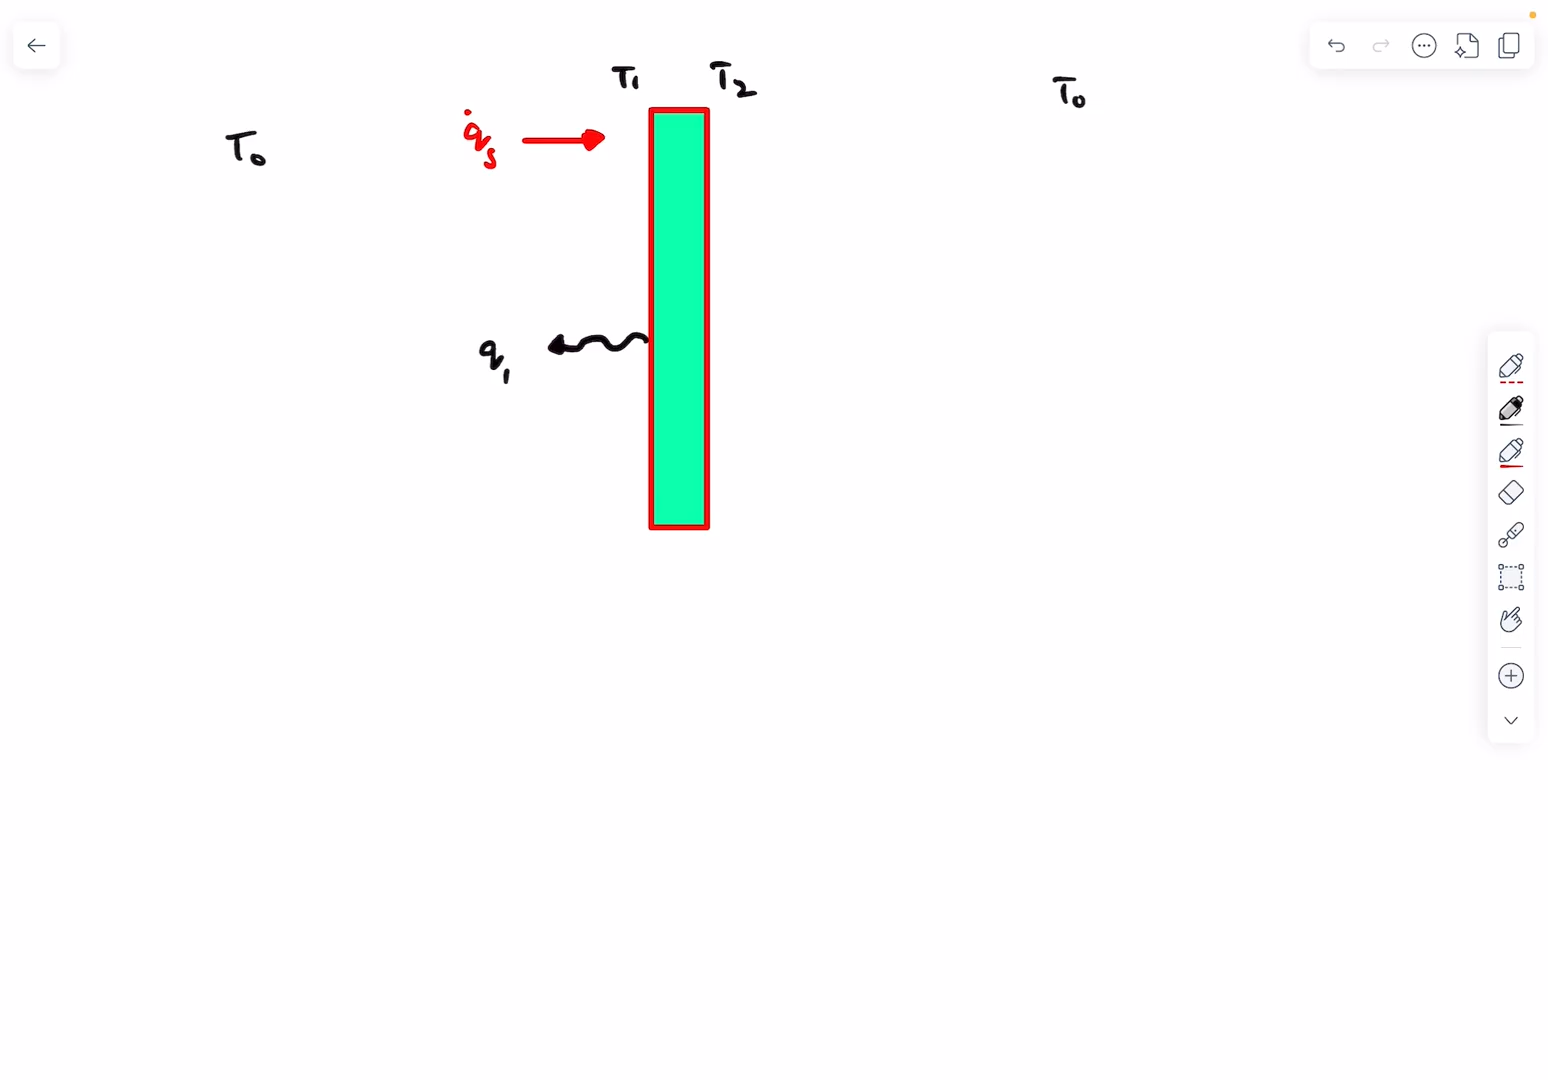 T₁
T₂
T₀
q̇ₛ
T₀
q₁